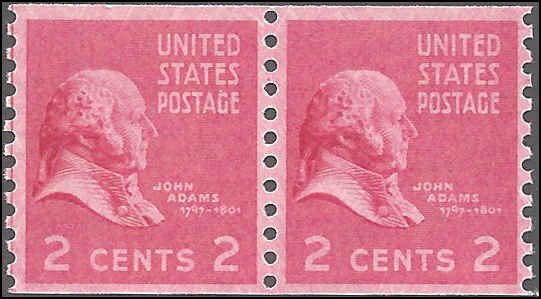 UNITED
STATES
POSTAGE
JOHN
ADAMS
1797-1801
2 CENTS 2
UNITED
STATES
POSTAGE
JOHN
ADAMS
1797-1801
2 CENTS 2